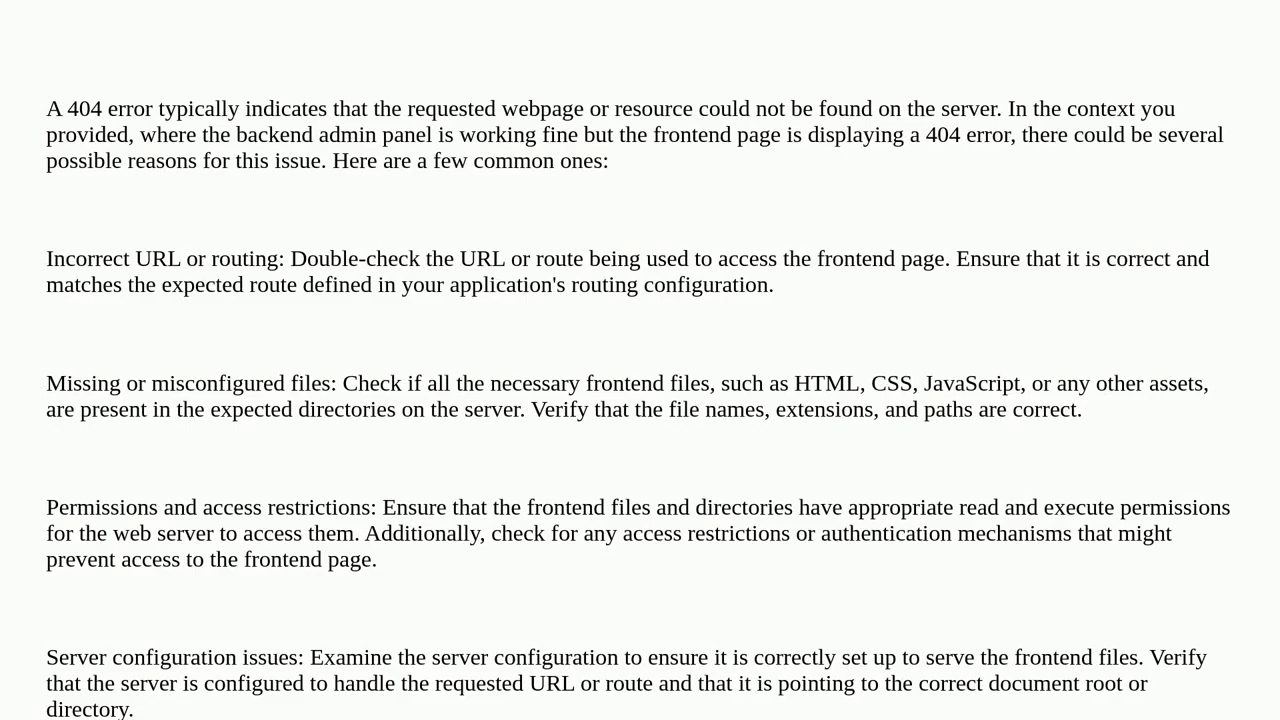 A 404 error typically indicates that the requested webpage or resource could not be found on the server. In the context you
provided, where the backend admin panel is working fine but the frontend page is displaying a 404 error, there could be several
possible reasons for this issue. Here are a few common ones:
Incorrect URL or routing: Double-check the URL or route being used to access the frontend page. Ensure that it is correct and
matches the expected route defined in your application's routing configuration.
Missing or misconfigured files: Check if all the necessary frontend files, such as HTML, CSS, JavaScript, or any other assets,
are present in the expected directories on the server. Verify that the file names, extensions, and paths are correct.
Permissions and access restrictions: Ensure that the frontend files and directories have appropriate read and execute permissions
for the web server to access them. Additionally, check for any access restrictions or authentication mechanisms that might
prevent access to the frontend page.
Server configuration issues: Examine the server configuration to ensure it is correctly set up to serve the frontend files. Verify
that the server is configured to handle the requested URL or route and that it is pointing to the correct document root or
directory.